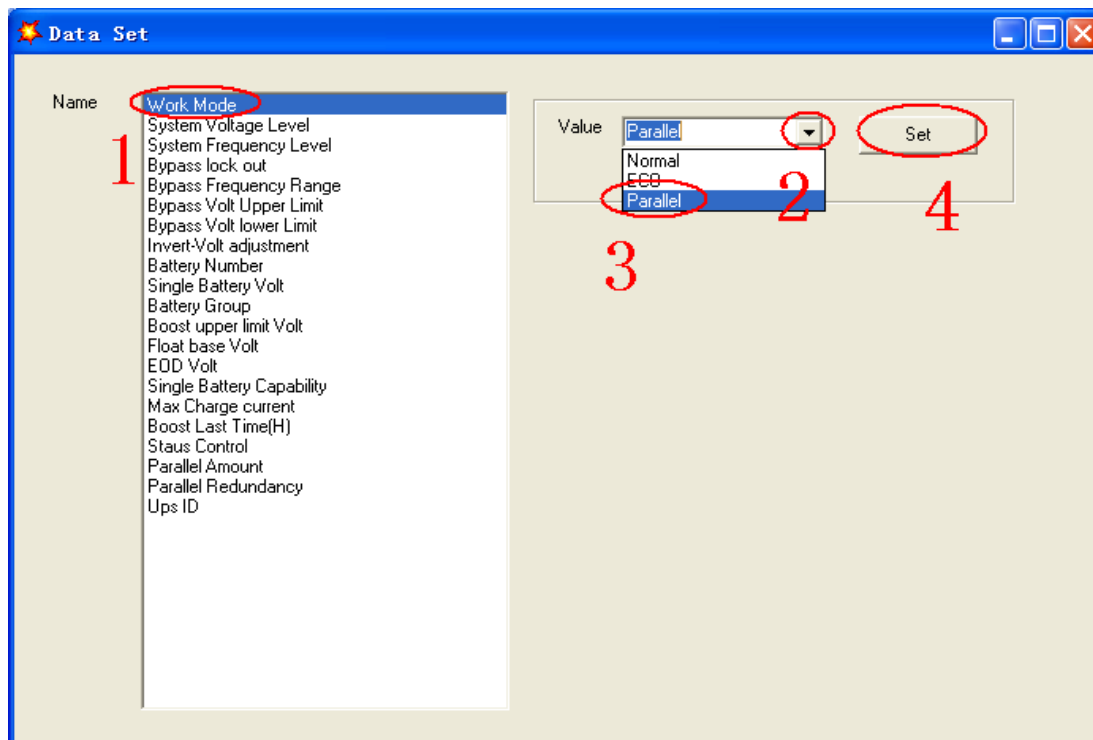 Data Set
Name
Work Mode
System Voltage Level
System Frequency Level
Bypass lock out
Bypass Frequency Range
Bypass Volt Upper Limit
Bypass Volt lower Limit
Invert-Volt adjustment
Battery Number
Single Battery Volt
Battery Group
Boost upper limit Volt
Float base Volt
EOD Volt
Single Battery Capability
Max Charge current
Boost Last Time(H)
Staus Control
Parallel Amount
Parallel Redundancy
Ups ID
1
Value
Parallel
Set
Normal
ECO
Parallel
2
3
4